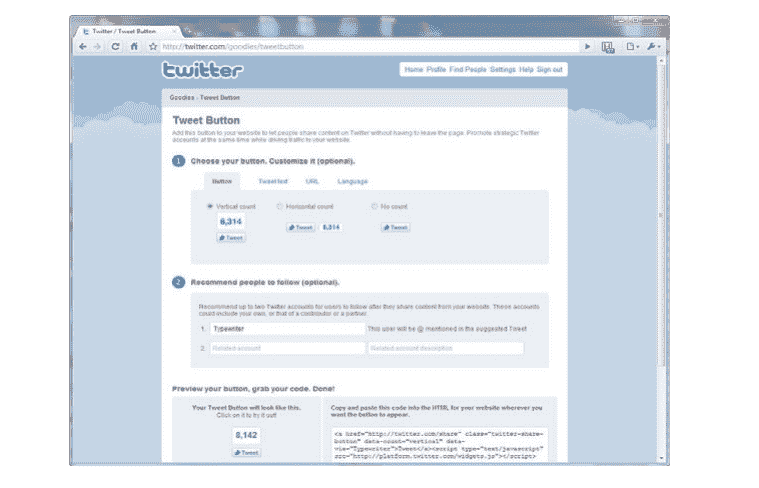 Twitter / Tweet Button
http://twitter.com/goodies/tweetbutton
twitter
Home Profile Find People Settings Help Sign out
Goodies › Tweet Button
Tweet Button
Add this button to your website to let people share content on Twitter without having to leave the page. Promote strategic Twitter
accounts at the same time while driving traffic to your website.
1 Choose your button. Customize it (optional).
Button Tweet text URL Language
Vertical count Horizontal count No count
6,314
Tweet 6,314 Tweet
Tweet
2 Recommend people to follow (optional).
Recommend up to two Twitter accounts for users to follow after they share content from your website. These accounts
could include your own, or that of a contributor or a partner.
1. Typewriter This user will be @ mentioned in the suggested Tweet
2. Related account Related account description
Preview your button, grab your code. Done!
Your Tweet Button will look like this. Copy and paste this code into the HTML for your website wherever you
Click on it to try it out! want the button to appear.
8,142
<a href="http://twitter.com/share" class="twitter-share-
button" data-count="vertical" data-
via="Typewriter">Tweet</a><script type="text/javascript"
Tweet src="http://platform.twitter.com/widgets.js"></script>